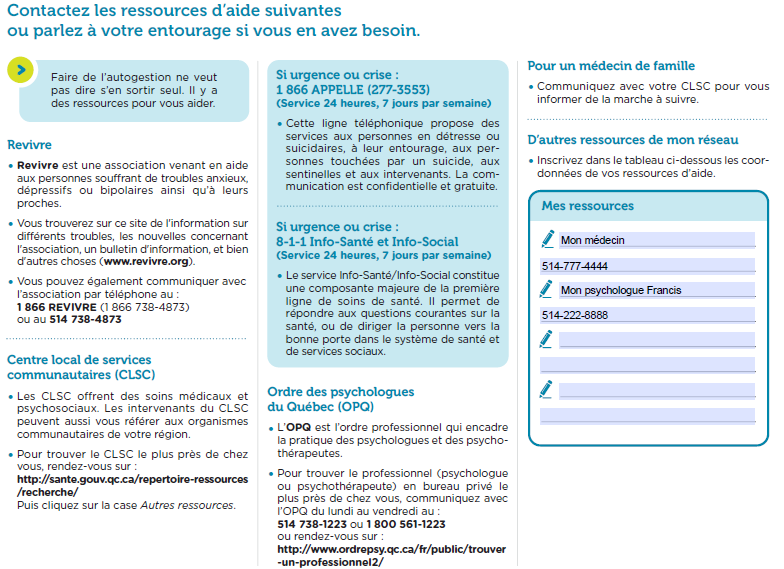 Contactez les ressources d'aide suivantes
ou parlez à votre entourage si vous en avez besoin.
Faire de l'autogestion ne veut
pas dire s'en sortir seul. Il y a
des ressources pour vous aider.
Revivre
• Revivre est une association venant en aide
aux personnes souffrant de troubles anxieux,
dépressifs ou bipolaires ainsi qu'à leurs
proches.
• Vous trouverez sur ce site de l'information sur
différents troubles, les nouvelles concernant
l'association, un bulletin d'information, et bien
d'autres choses (www.revivre.org).
• Vous pouvez également communiquer avec
l'association par téléphone au :
1 866 REVIVRE (1 866 738-4873)
ou au 514 738-4873
Centre local de services
communautaires (CLSC)
• Les CLSC offrent des soins médicaux et
psychosociaux. Les intervenants du CLSC
peuvent aussi vous référer aux organismes
communautaires de votre région.
• Pour trouver le CLSC le plus près de chez
vous, rendez-vous sur :
http://sante.gouv.qc.ca/repertoire-ressources
/recherche/
Puis cliquez sur la case Autres ressources.
Si urgence ou crise :
1 866 APPELLE (277-3553)
(Service 24 heures, 7 jours par semaine)
• Cette ligne téléphonique propose des
services aux personnes en détresse ou
suicidaires, à leur entourage, aux per-
sonnes touchées par un suicide, aux
sentinelles et aux intervenants. La com-
munication est confidentielle et gratuite.
Si urgence ou crise :
8-1-1 Info-Santé et Info-Social
(Service 24 heures, 7 jours par semaine)
• Le service Info-Santé/Info-Social constitue
une composante majeure de la première
ligne de soins de santé. Il permet de
répondre aux questions courantes sur la
santé, ou de diriger la personne vers la
bonne porte dans le système de santé et
de services sociaux.
Ordre des psychologues
du Québec (OPQ)
• L'OPQ est l'ordre professionnel qui encadre
la pratique des psychologues et des psycho-
thérapeutes.
• Pour trouver le professionnel (psychologue
ou psychothérapeute) en bureau privé le
plus près de chez vous, communiquez avec
l'OPQ du lundi au vendredi au :
514 738-1223 ou 1 800 561-1223
ou rendez-vous sur :
http://www.ordrepsy.qc.ca/fr/public/trouver
-un-professionnel2/
Pour un médecin de famille
• Communiquez avec votre CLSC pour vous
informer de la marche à suivre.
D'autres ressources de mon réseau
• Inscrivez dans le tableau ci-dessous les coor-
données de vos ressources d'aide.
Mes ressources
Mon médecin
514-777-4444
Mon psychologue Francis
514-222-8888